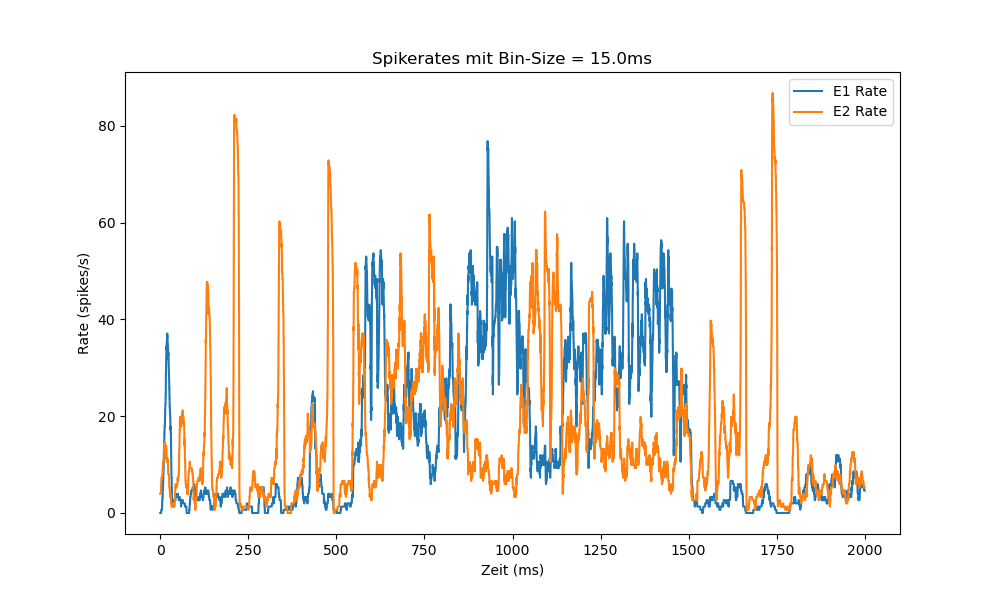 Spikerates mit Bin-Size = 15.0ms
E1 Rate
E2 Rate
Rate (spikes/s)
80
60
40
20
0
0 250 500 750 1000 1250 1500 1750 2000
Zeit (ms)